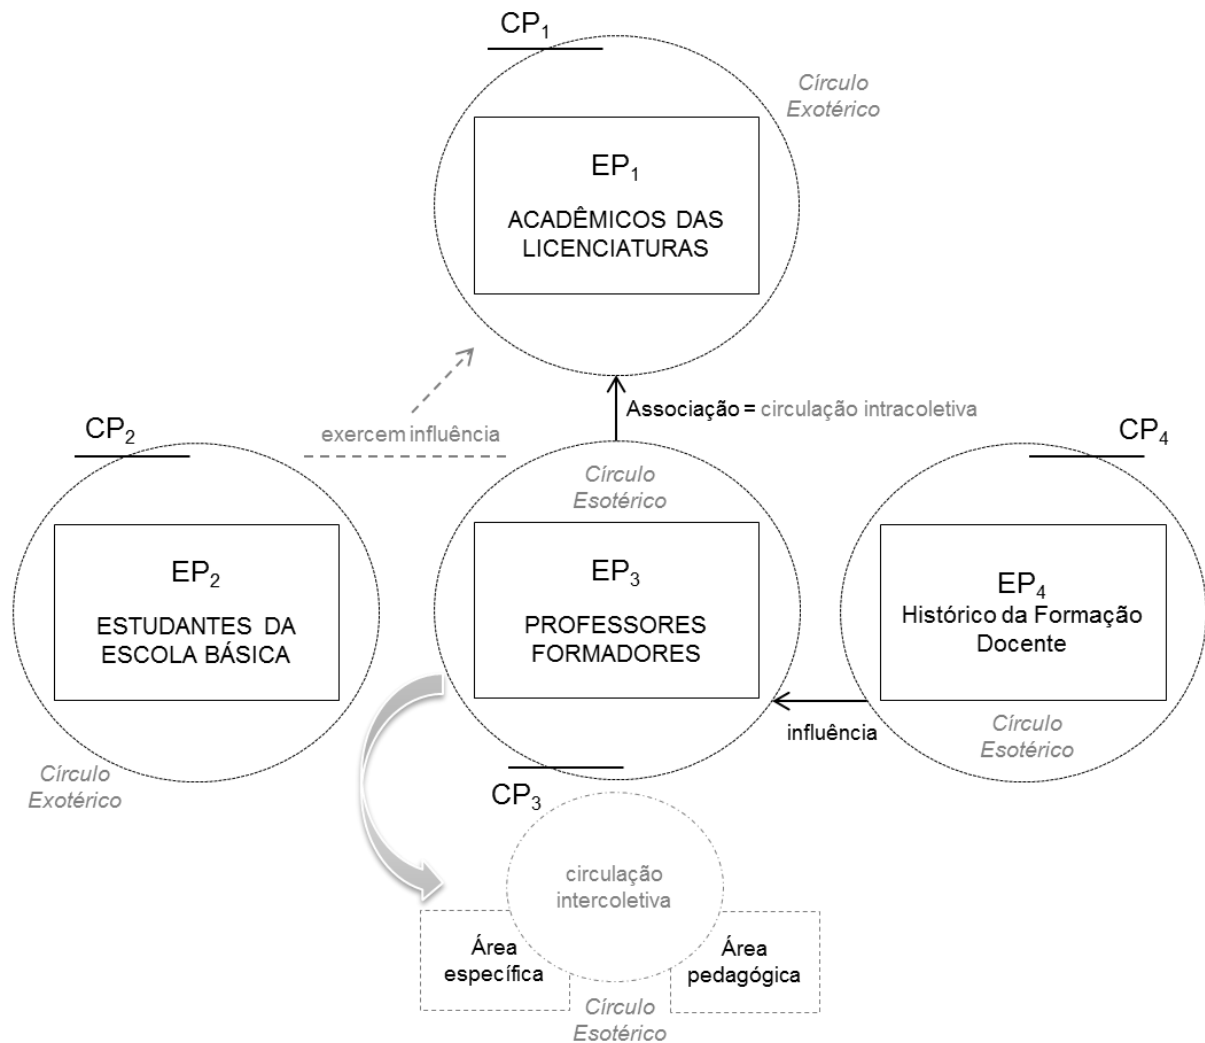 CP₁
Círculo
Exotérico
EP₁
ACADÊMICOS DAS
LICENCIATURAS
Associação = circulação intracoletiva
exercem influência
CP₂
EP₂
ESTUDANTES DA
ESCOLA BÁSICA
Círculo
Exotérico
Círculo
Esotérico
EP₃
PROFESSORES
FORMADORES
CP₃
CP₄
EP₄
Histórico da Formação
Docente
Círculo
Esotérico
influência
circulação
intercoletiva
Área
específica
Área
pedagógica
Círculo
Esotérico